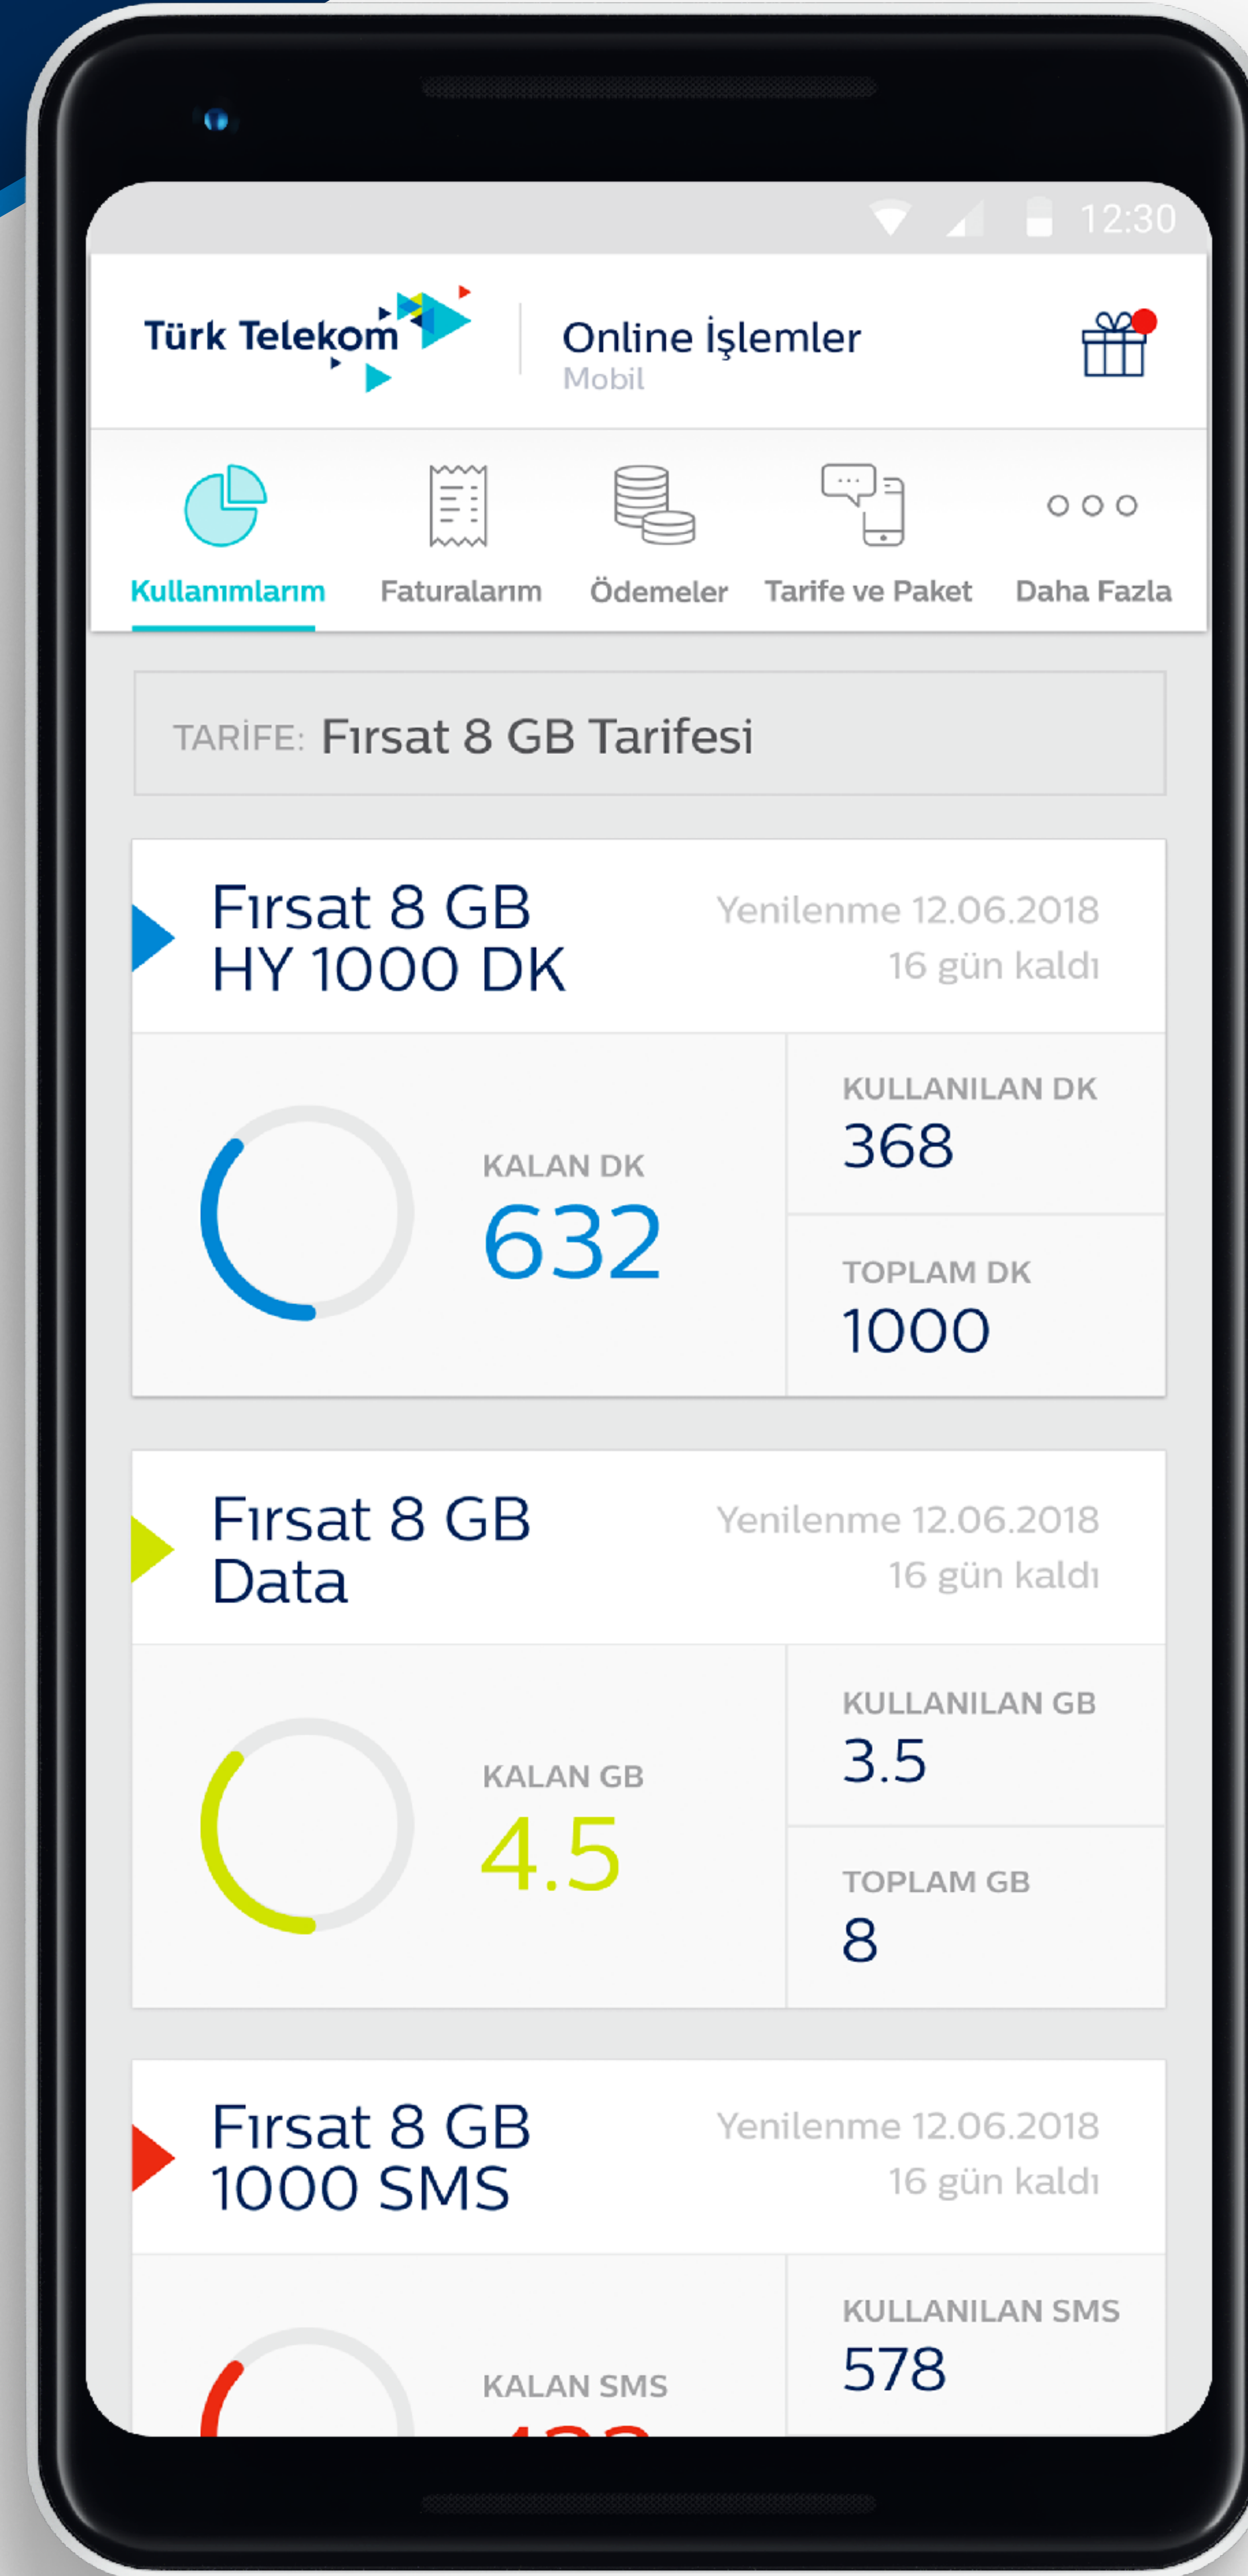 12:30
Türk Telekom
Online İşlemler
Mobil
Kullanımlarım Faturalarım Ödemeler Tarife ve Paket Daha Fazla
TARİFE: Fırsat 8 GB Tarifesi
Fırsat 8 GB
HY 1000 DK
Yenilenme 12.06.2018
16 gün kaldı
KALAN DK
632
KULLANILAN DK
368
TOPLAM DK
1000
Fırsat 8 GB
Data
Yenilenme 12.06.2018
16 gün kaldı
KALAN GB
4.5
KULLANILAN GB
3.5
TOPLAM GB
8
Fırsat 8 GB
1000 SMS
Yenilenme 12.06.2018
16 gün kaldı
KALAN SMS
KULLANILAN SMS
578